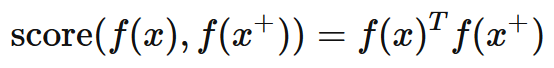 score(f(x), f(x⁺)) = f(x)ᵀ f(x⁺)